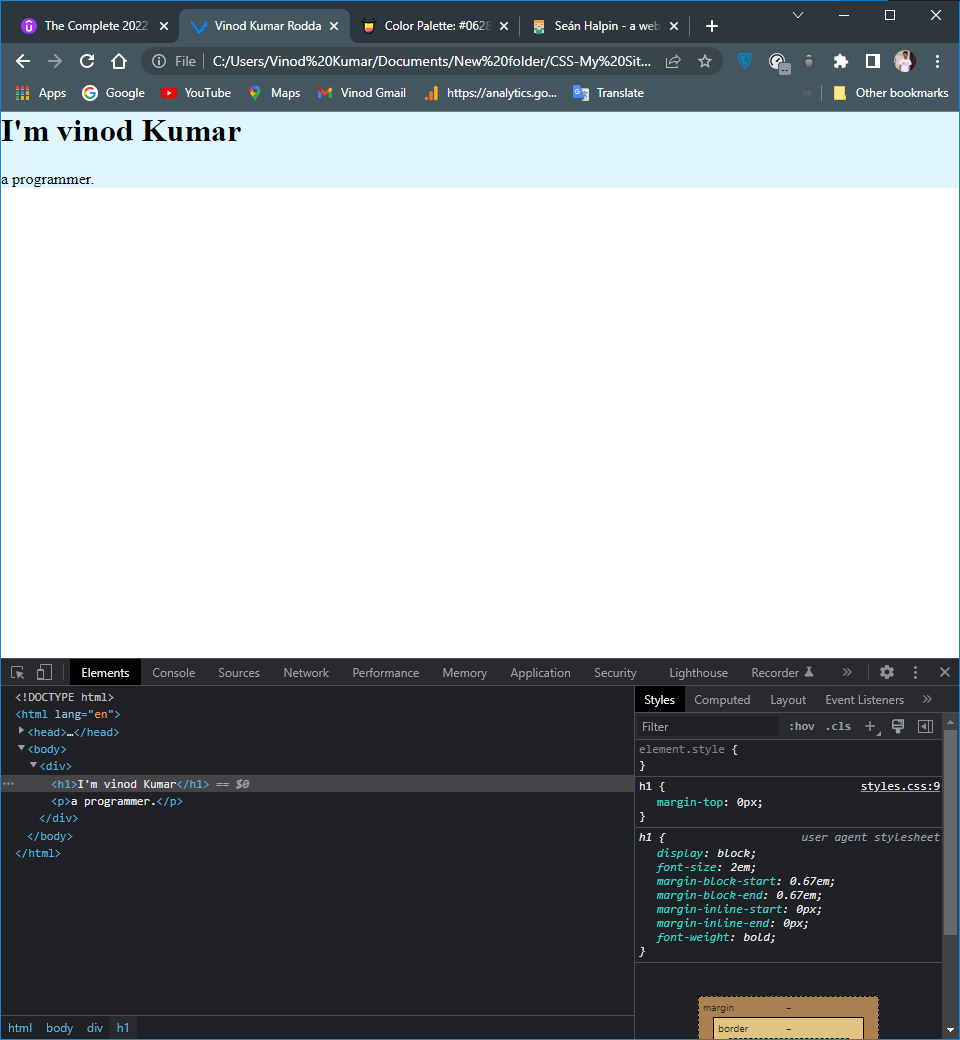 The Complete 2022 Vinod Kumar Rodda Color Palette: #0628 Seán Halpin - a web
File C:/Users/Vinod%20Kumar/Documents/New%20folder/CSS-My%20Sit...
Apps Google YouTube Maps Vinod Gmail https://analytics.go... Translate » Other bookmarks
I'm vinod Kumar
a programmer.
Elements Console Sources Network Performance Memory Application Security Lighthouse Recorder »
<!DOCTYPE html>
<html lang="en">
<head>…</head>
<body>
<div>
<h1>I'm vinod Kumar</h1> == $0
<p>a programmer.</p>
</div>
</body>
</html>
html body div h1
Styles Computed Layout Event Listeners »
Filter :hov .cls +
element.style {
}
h1 { styles.css:9
margin-top: 0px;
}
h1 { user agent stylesheet
display: block;
font-size: 2em;
margin-block-start: 0.67em;
margin-block-end: 0.67em;
margin-inline-start: 0px;
margin-inline-end: 0px;
font-weight: bold;
}
margin –
border –